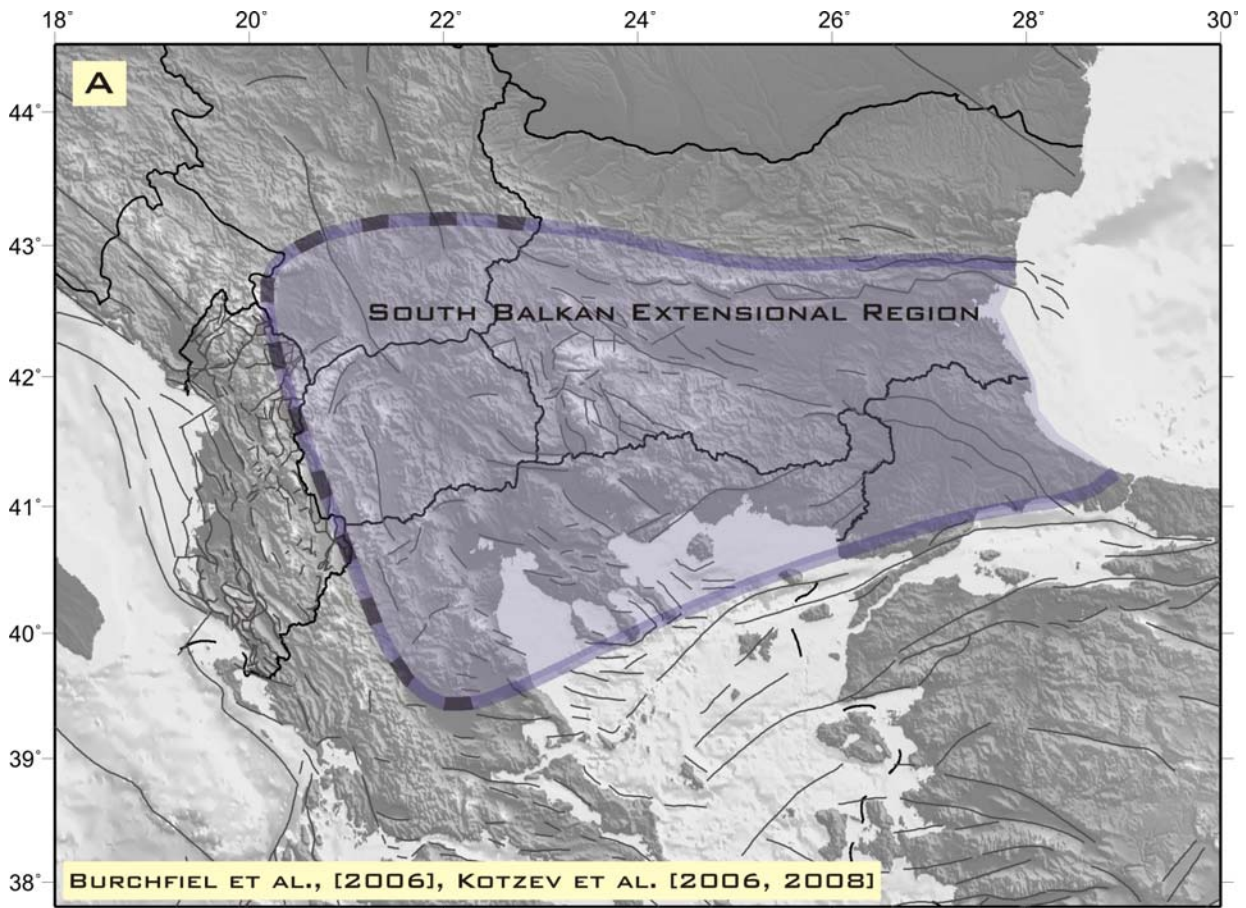 18˚ 20˚ 22˚ 24˚ 26˚ 28˚ 30˚
A
44˚
43˚
South Balkan Extensional Region
42˚
41˚
40˚
39˚
38˚
Burchfiel et al., [2006], Kotzev et al. [2006, 2008]